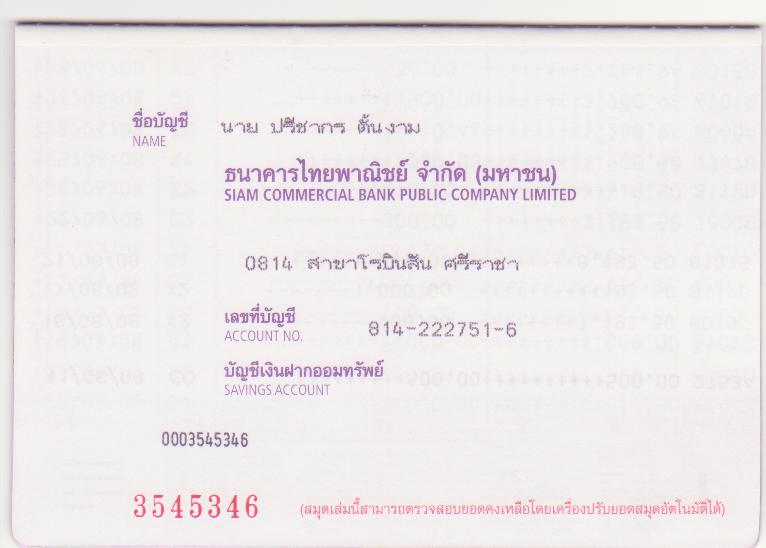 ชื่อบัญชี นาย ปรีชากร ตั้นงาม
NAME
ธนาคารไทยพาณิชย์ จำกัด (มหาชน)
SIAM COMMERCIAL BANK PUBLIC COMPANY LIMITED
0814 สาขาโรบินสัน ศรีราชา
เลขที่บัญชี 814-222751-6
ACCOUNT NO.
บัญชีเงินฝากออมทรัพย์
SAVINGS ACCOUNT
0003545346
3545346 (สมุดเล่มนี้สามารถตรวจสอบยอดคงเหลือโดยเครื่องปรับยอดสมุดอัตโนมัติได้)